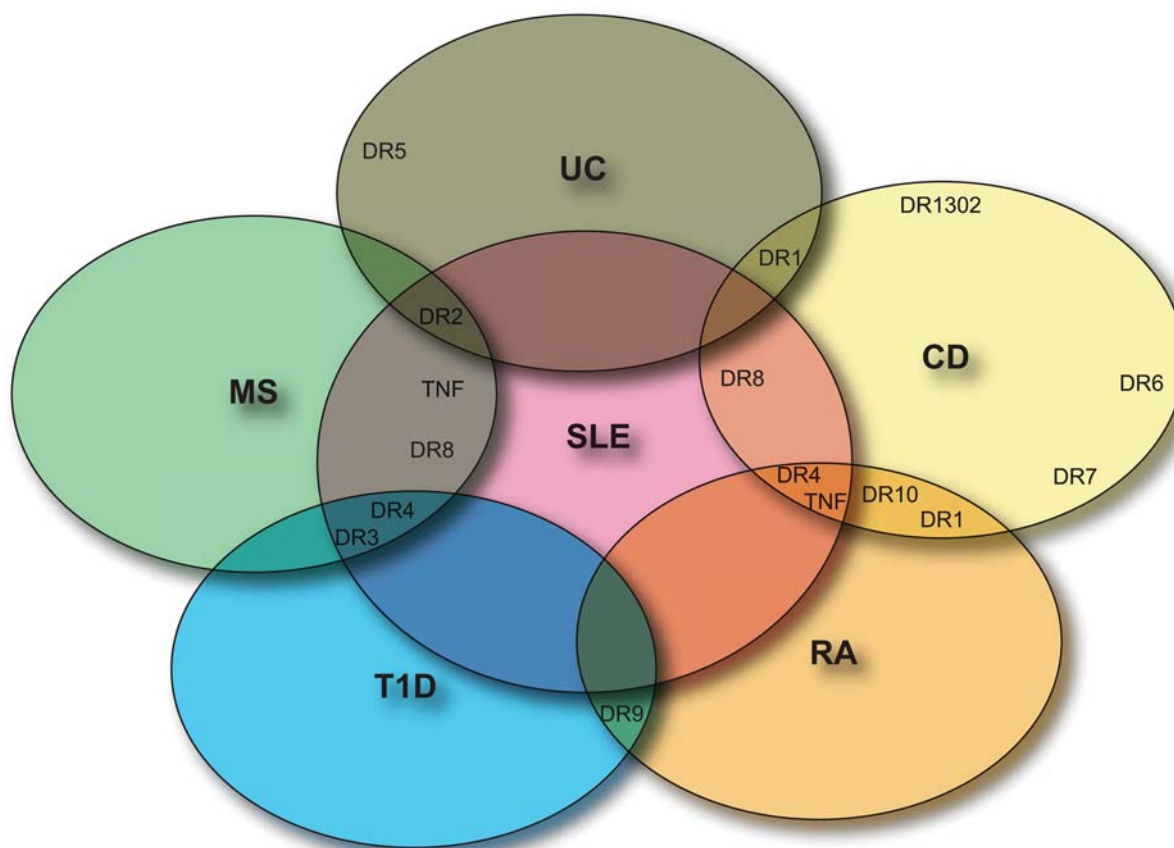 DR5
UC
DR1302
DR1
DR2
MS
TNF
DR8
SLE
DR8
CD
DR6
DR4
TNF
DR10
DR1
DR7
DR4
DR3
T1D
RA
DR9